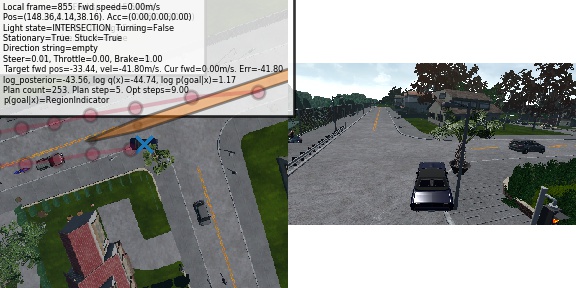 Local frame=855: Fwd speed=0.00m/s
Pos=(148.36,4.14,38.16). Acc=(0.00,0.00,0.00)
Light state=INTERSECTION, Turning=False
Stationary=True. Stuck=True
Direction string=empty
Steer=0.01, Throttle=0.00, Brake=1.00
Target fwd pos=-33.44, vel=-41.80m/s. Cur fwd=0.00m/s. Err=-41.80
log_posterior=-43.56, log q(x)=-44.74, log p(goal|x)=1.17
Plan count=253. Plan step=5. Opt steps=9.00
p(goal|x)=RegionIndicator